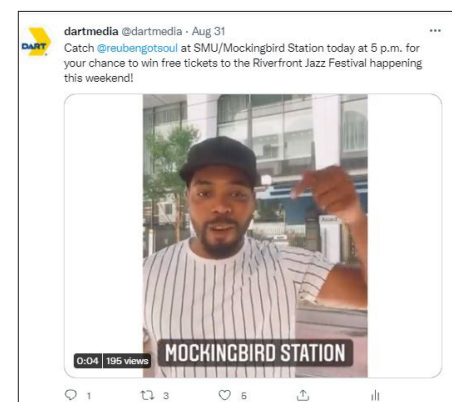 dartmedia @dartmedia · Aug 31
DART
Catch @reubengotsoul at SMU/Mockingbird Station today at 5 p.m. for
your chance to win free tickets to the Riverfront Jazz Festival happening
this weekend!
MOCKINGBIRD STATION
0:04 195 views
1 3 5